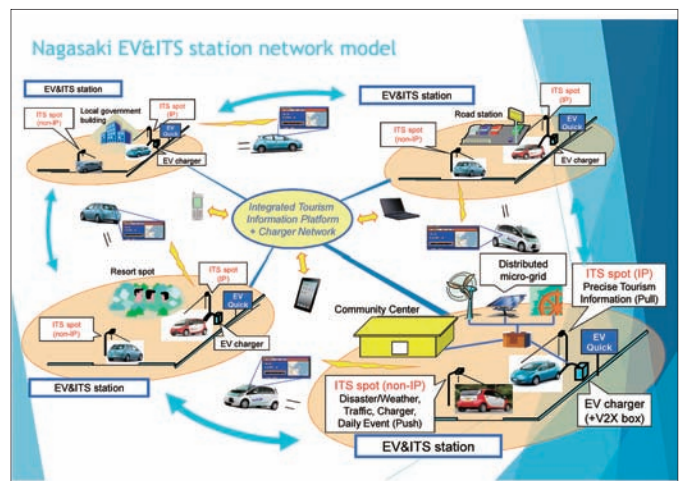 Nagasaki EV&ITS station network model
EV&ITS station
ITS spot
(non-IP)
Local government
building
ITS spot
(IP)
EV
Quick
EV charger
EV&ITS station
Road station
ITS spot
(IP)
ITS spot
(non-IP)
EV
Quick
EV charger
Integrated Tourism
Information Platform
+ Charger Network
Resort spot
ITS spot
(IP)
ITS spot
(non-IP)
EV
Quick
EV charger
EV&ITS station
Distributed
micro-grid
Community Center
ITS spot (IP)
Precise Tourism
Information (Pull)
EV
Quick
ITS spot (non-IP)
Disaster/Weather,
Traffic, Charger,
Daily Event (Push)
EV charger
(+V2X box)
EV&ITS station